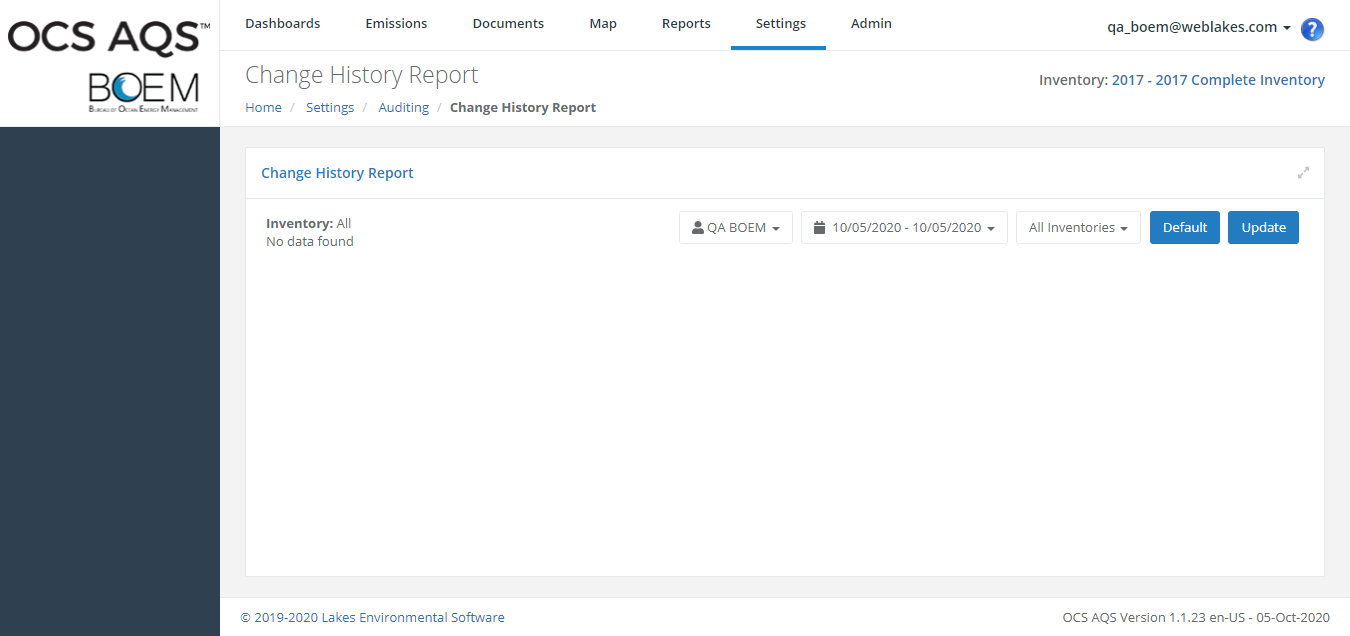 OCS AQS™
BOEM
Bureau of Ocean Energy Management
Dashboards Emissions Documents Map Reports Settings Admin
qa_boem@weblakes.com ?
Change History Report
Inventory: 2017 - 2017 Complete Inventory
Home / Settings / Auditing / Change History Report
Change History Report
Inventory: All
No data found
QA BOEM 10/05/2020 - 10/05/2020 All Inventories Default Update
© 2019-2020 Lakes Environmental Software
OCS AQS Version 1.1.23 en-US - 05-Oct-2020